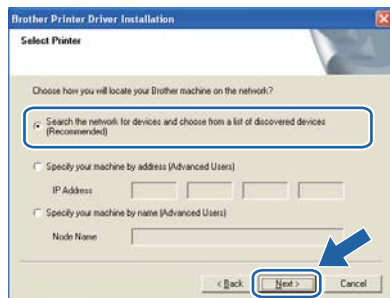 Brother Printer Driver Installation
Select Printer
Choose how you will locate your Brother machine on the network?
Search the network for devices and choose from a list of discovered devices
(Recommended)
Specify your machine by address (Advanced Users)
IP Address
Specify your machine by name (Advanced Users)
Node Name
< Back Next > Cancel